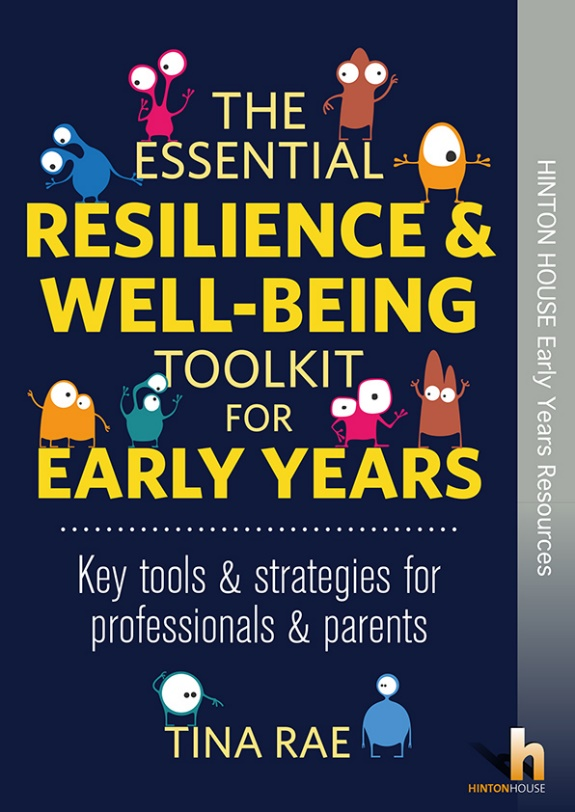 THE
ESSENTIAL
RESILIENCE &
WELL-BEING
TOOLKIT
FOR
EARLY YEARS
Key tools & strategies for
professionals & parents
TINA RAE
HINTON HOUSE Early Years Resources
h
HINTONHOUSE